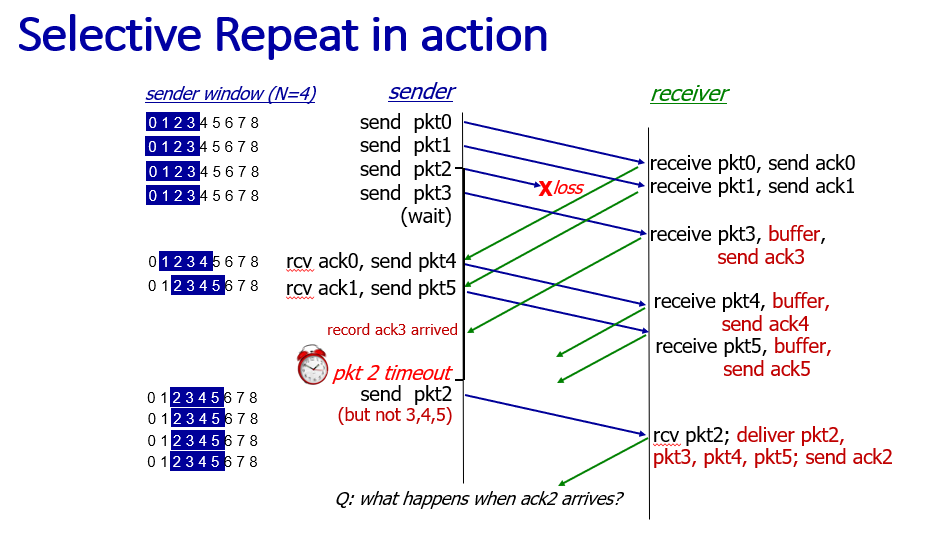 Selective Repeat in action
sender window (N=4)
sender
receiver
0 1 2 3 4 5 6 7 8
send pkt0
0 1 2 3 4 5 6 7 8
send pkt1
0 1 2 3 4 5 6 7 8
send pkt2
0 1 2 3 4 5 6 7 8
send pkt3
(wait)
X loss
receive pkt0, send ack0
receive pkt1, send ack1
receive pkt3, buffer,
send ack3
0 1 2 3 4 5 6 7 8
rcv ack0, send pkt4
0 1 2 3 4 5 6 7 8
rcv ack1, send pkt5
receive pkt4, buffer,
send ack4
record ack3 arrived
receive pkt5, buffer,
send ack5
pkt 2 timeout
0 1 2 3 4 5 6 7 8
send pkt2
0 1 2 3 4 5 6 7 8
(but not 3,4,5)
0 1 2 3 4 5 6 7 8
0 1 2 3 4 5 6 7 8
rcv pkt2; deliver pkt2,
pkt3, pkt4, pkt5; send ack2
Q: what happens when ack2 arrives?